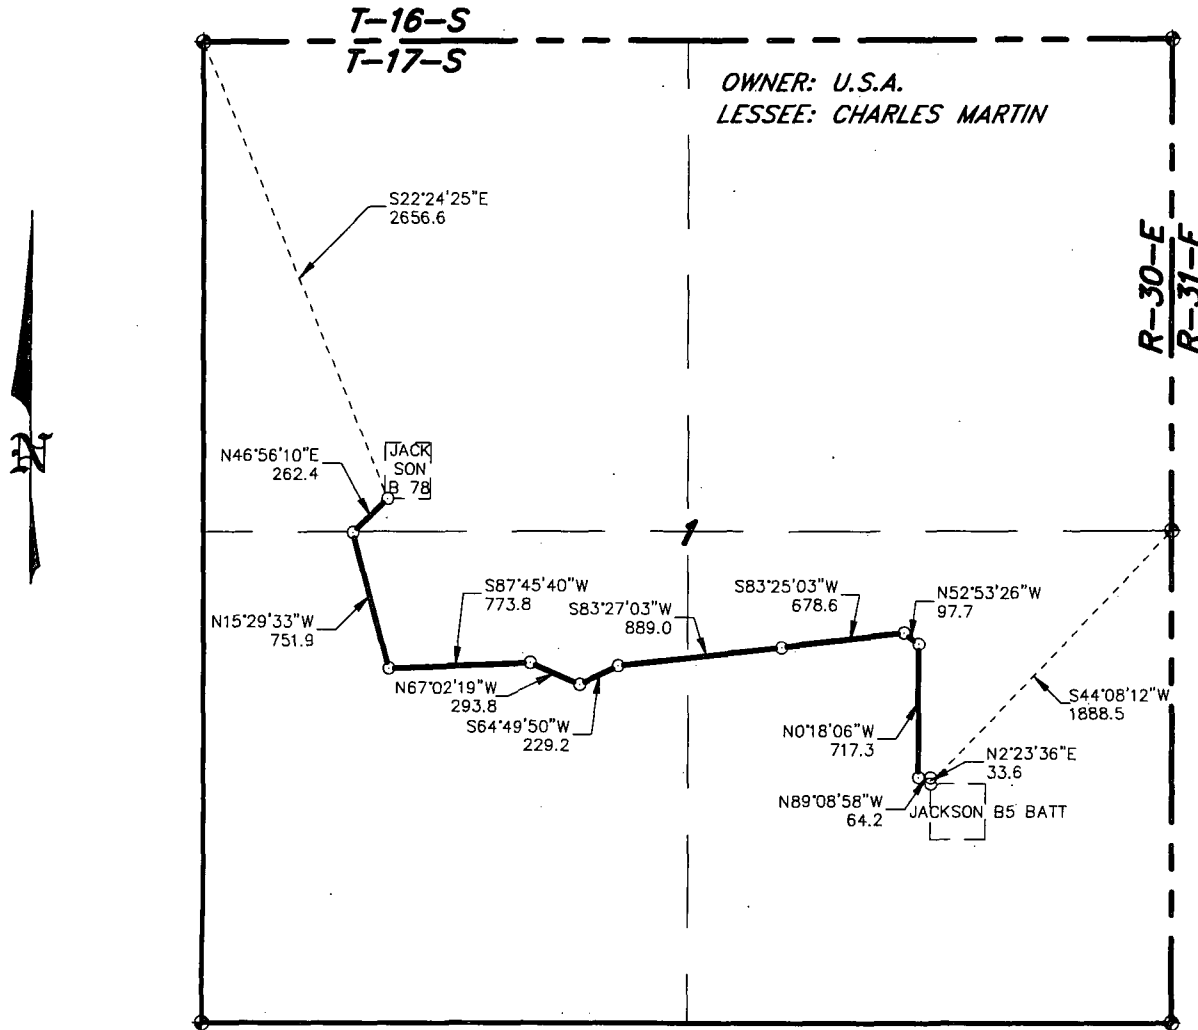 T-16-S
T-17-S
OWNER: U.S.A.
LESSEE: CHARLES MARTIN
S22°24'25"E
2656.6
R-30-E
R-31-E
N
JACK
SON
B 78
N46°56'10"E
262.4
1
N15°29'33"W
751.9
S87°45'40"W
773.8
S83°27'03"W
889.0
S83°25'03"W
678.6
N52°53'26"W
97.7
N67°02'19"W
293.8
S64°49'50"W
229.2
N0°18'06"W
717.3
S44°08'12"W
1888.5
N2°23'36"E
33.6
N89°08'58"W
64.2
JACKSON B5 BATT